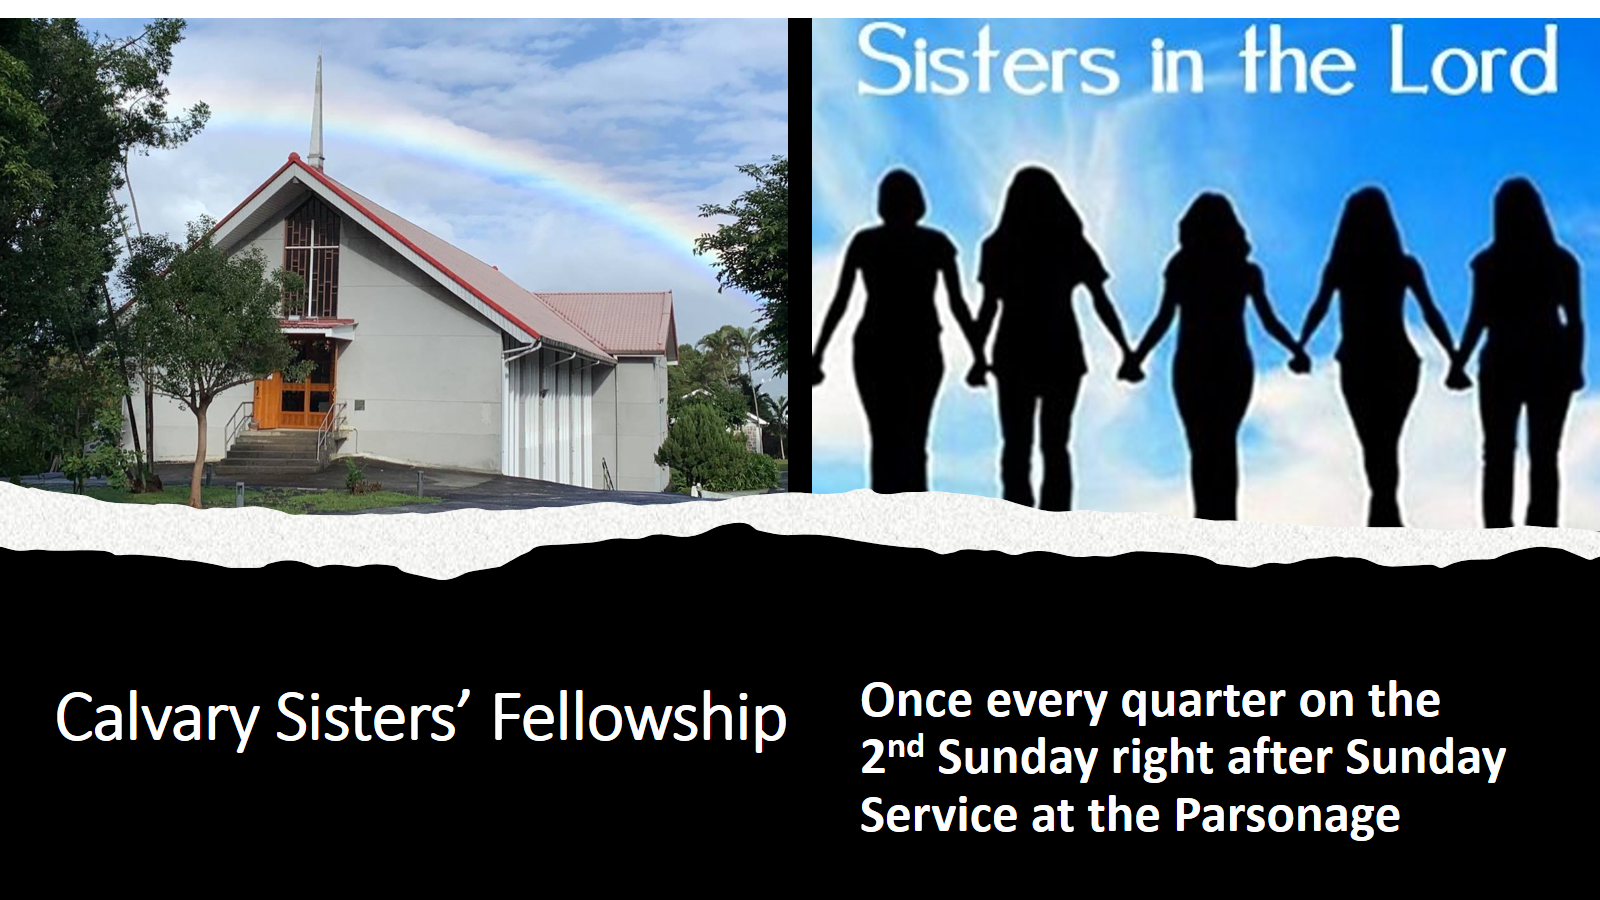 Sisters in the Lord
Calvary Sisters’ Fellowship
Once every quarter on the
2nd Sunday right after Sunday
Service at the Parsonage